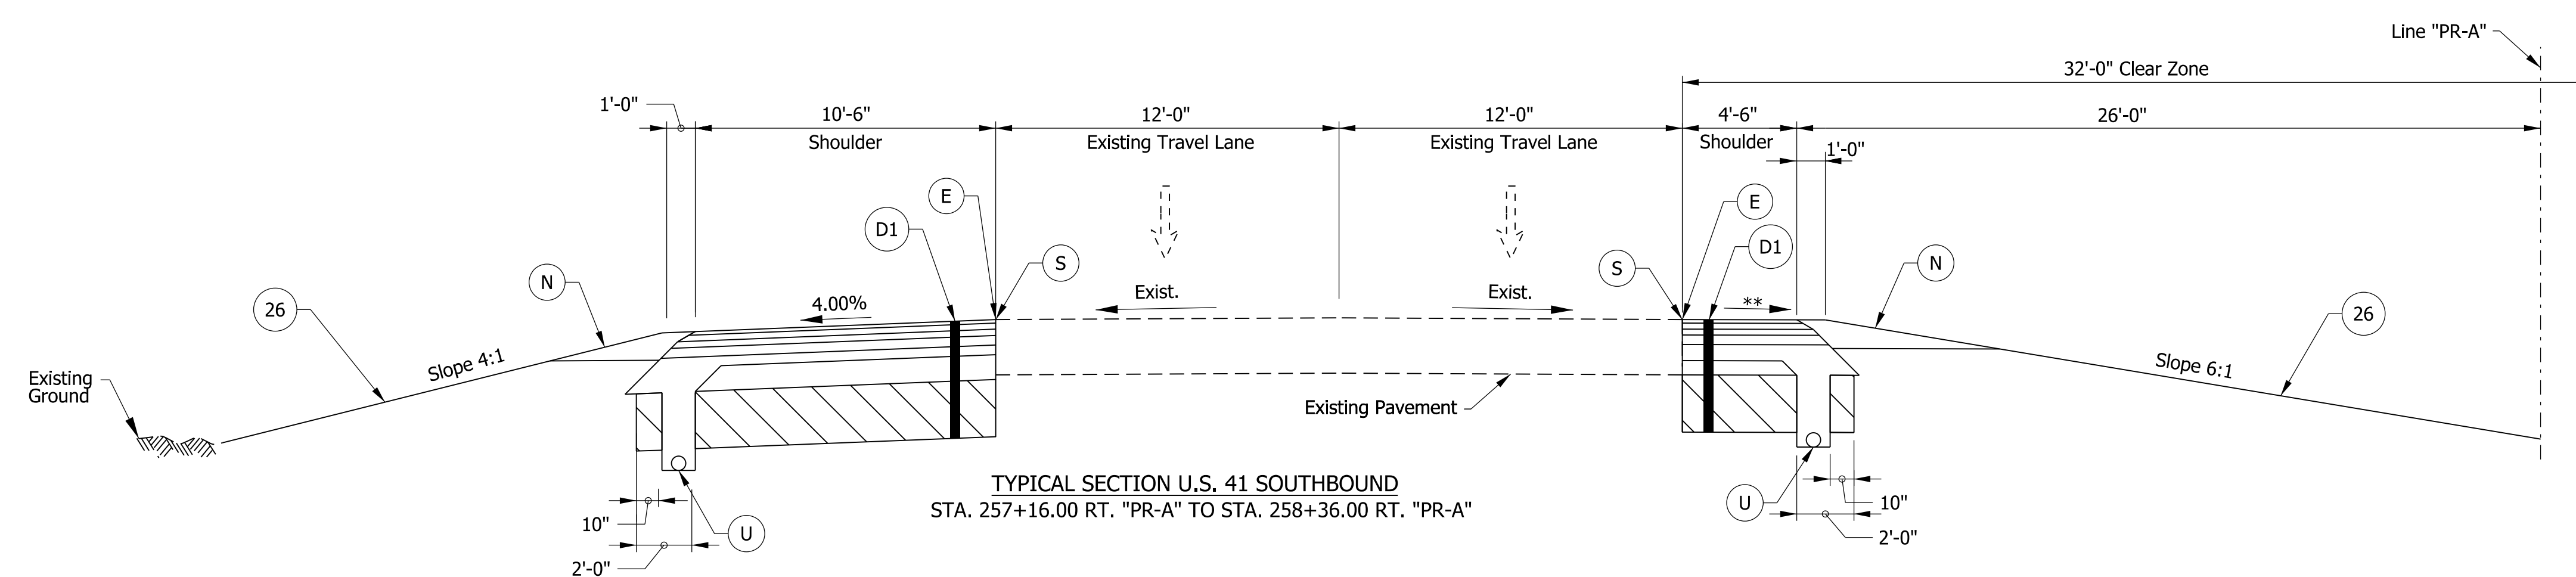 Line "PR-A"
32'-0" Clear Zone
1'-0"
10'-6"
12'-0"
12'-0"
4'-6"
26'-0"
Shoulder
Existing Travel Lane
Existing Travel Lane
Shoulder
1'-0"
E
E
D1
D1
S
S
N
N
26
26
4.00%
Exist.
Exist.
**
Slope 4:1
Slope 6:1
Existing
Ground
Existing Pavement
TYPICAL SECTION U.S. 41 SOUTHBOUND
STA. 257+16.00 RT. "PR-A" TO STA. 258+36.00 RT. "PR-A"
10"
U
2'-0"
U
10"
2'-0"